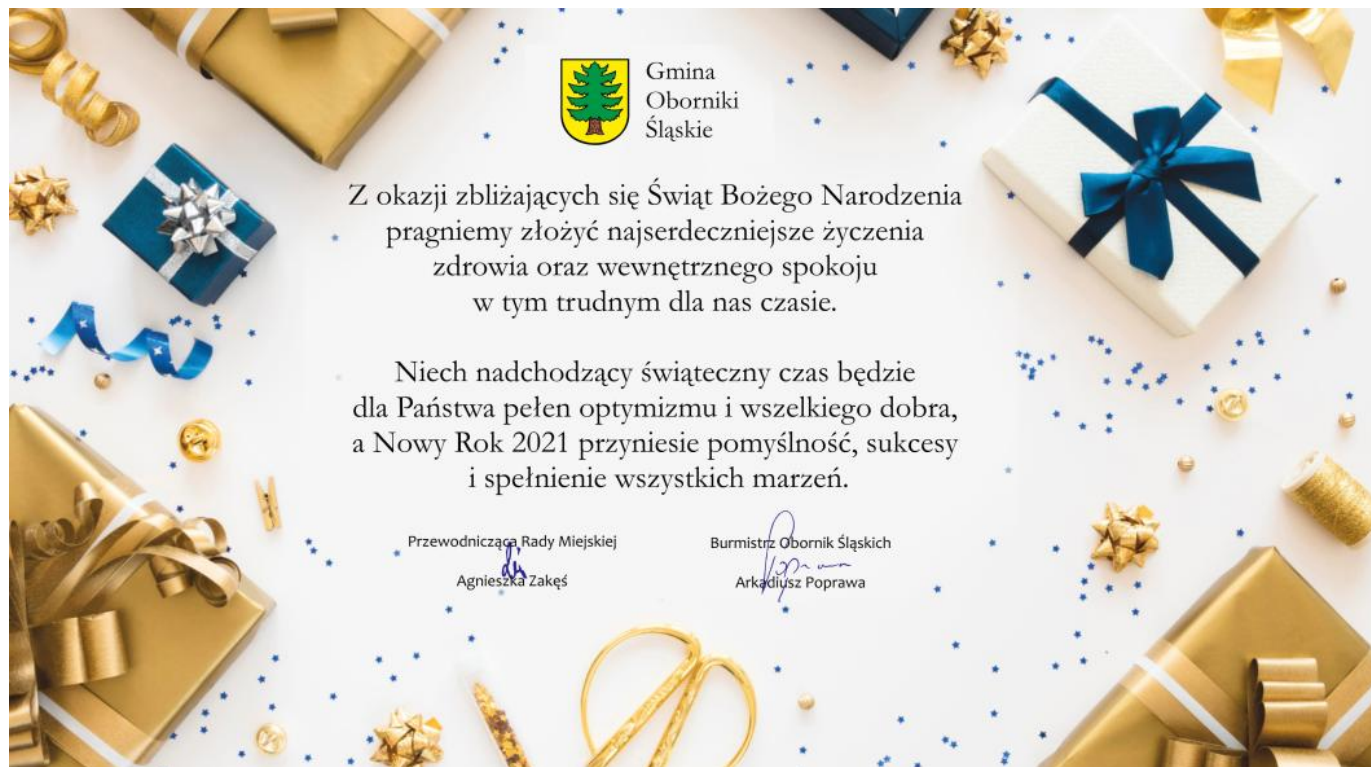 Gmina
Oborniki
Śląskie
Z okazji zbliżających się Świąt Bożego Narodzenia
pragniemy złożyć najserdeczniejsze życzenia
zdrowia oraz wewnętrznego spokoju
w tym trudnym dla nas czasie.
Niech nadchodzący świąteczny czas będzie
dla Państwa pełen optymizmu i wszelkiego dobra,
a Nowy Rok 2021 przyniesie pomyślność, sukcesy
i spełnienie wszystkich marzeń.
Przewodnicząca Rady Miejskiej
Agnieszka Zakęś
Burmistrz Obornik Śląskich
Poprawa
Arkadiusz Poprawa